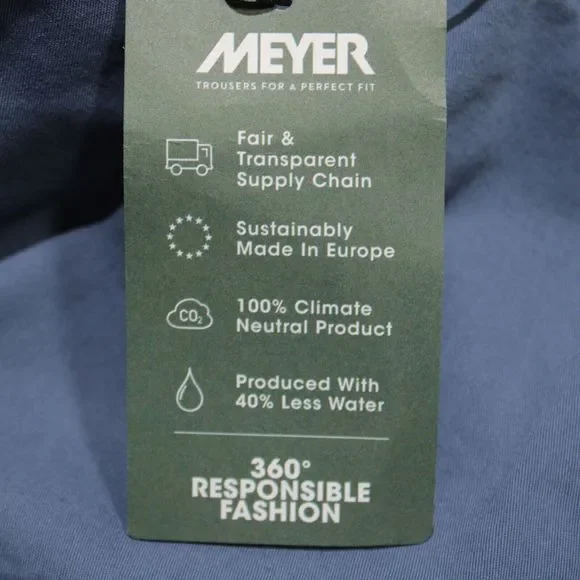 MEYER
TROUSERS FOR A PERFECT FIT
Fair &
Transparent
Supply Chain
Sustainably
Made In Europe
CO₂
100% Climate
Neutral Product
Produced With
40% Less Water
360°
RESPONSIBLE
FASHION